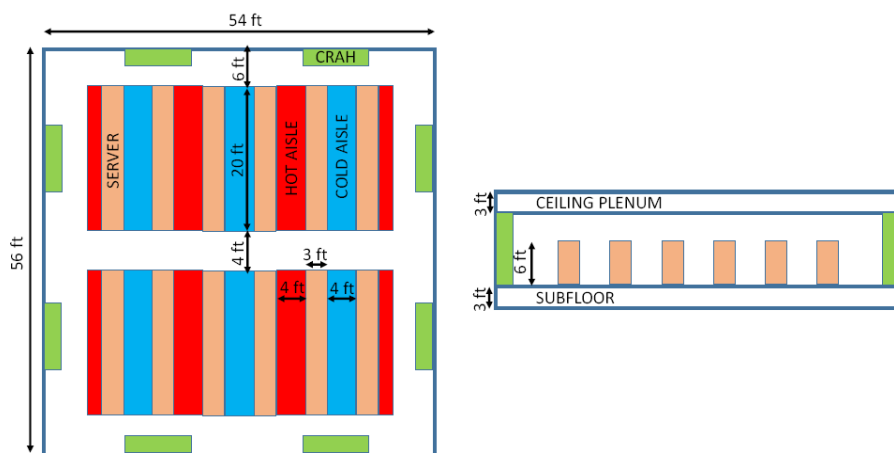 54 ft
CRAH
6 ft
SERVER
20 ft
HOT AISLE
COLD AISLE
56 ft
4 ft
3 ft
4 ft
4 ft
3 ft
CEILING PLENUM
6 ft
3 ft
SUBFLOOR